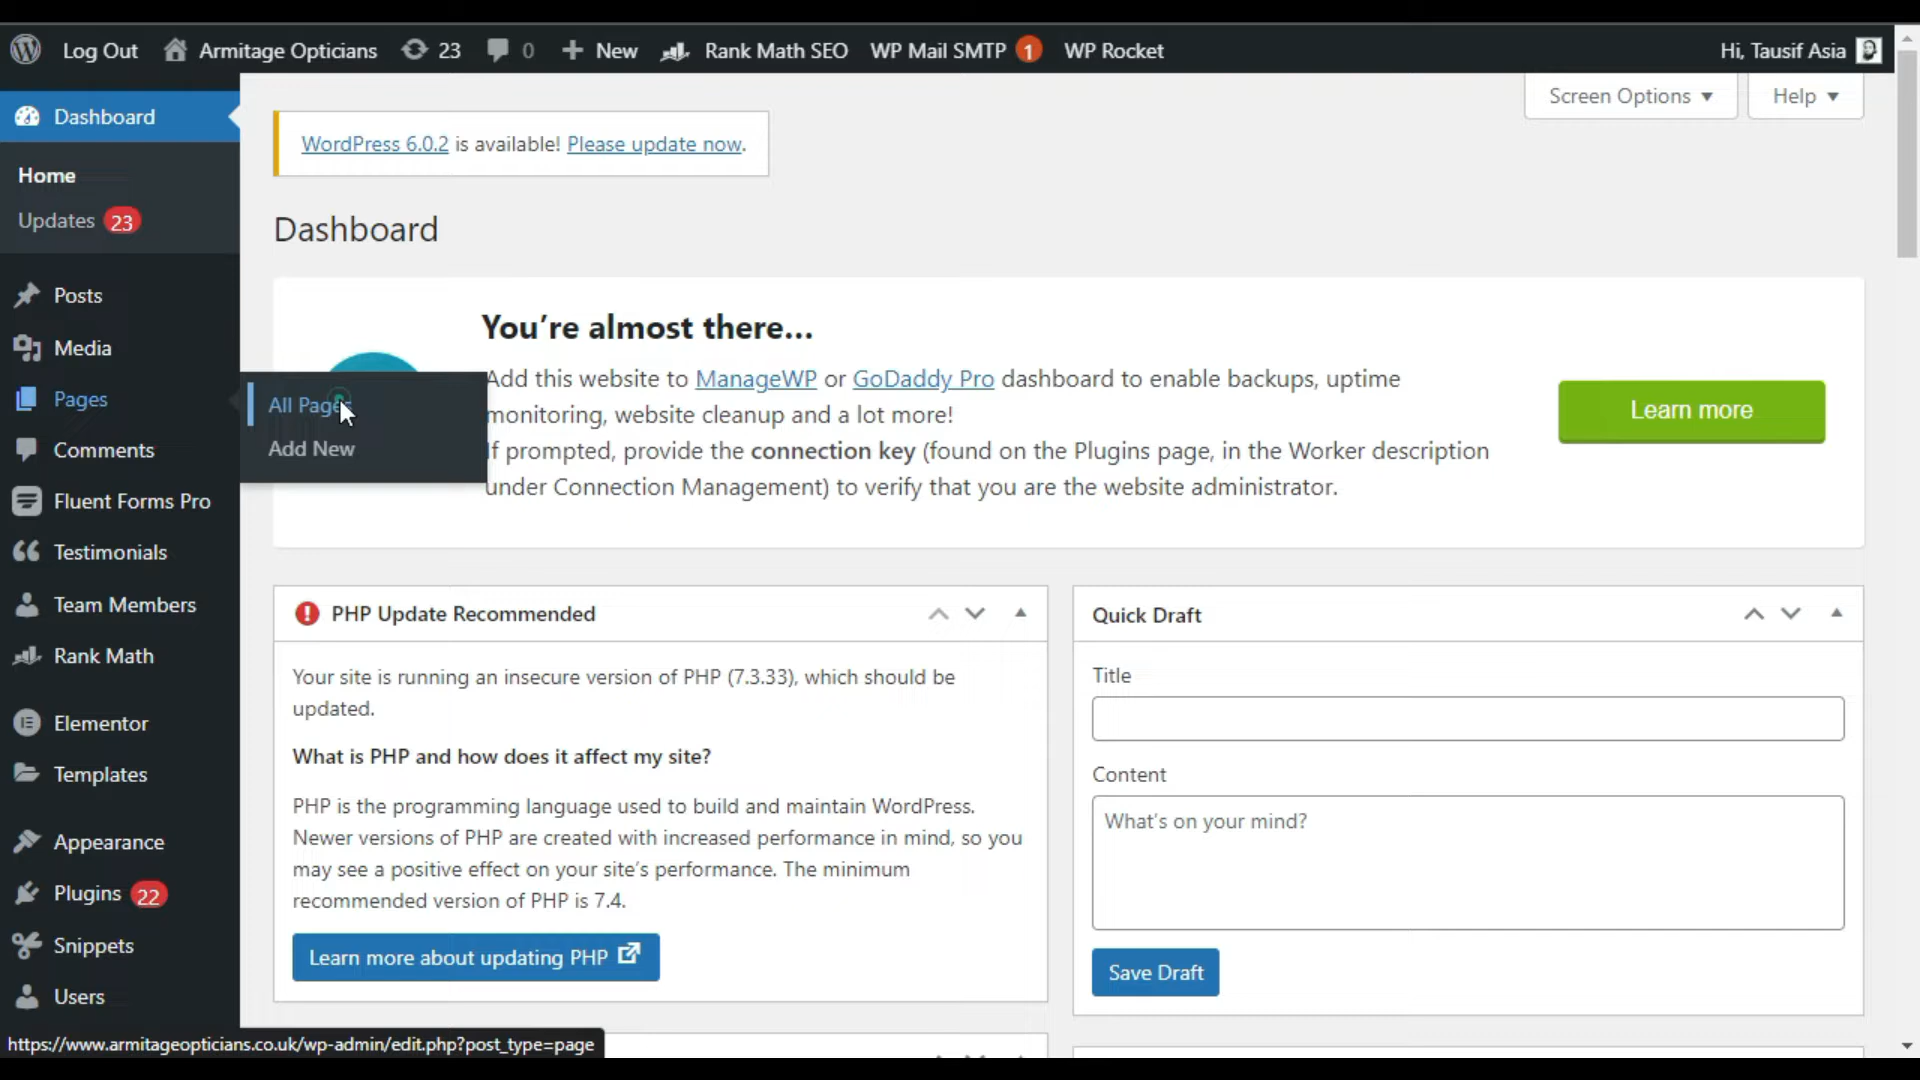 Log Out
Armitage Opticians
23
0
New
Rank Math SEO
WP Mail SMTP 1
WP Rocket
Hi, Tausif Asia
Dashboard
Home
Updates 23
Posts
Media
Pages
Comments
Fluent Forms Pro
Testimonials
Team Members
Rank Math
Elementor
Templates
Appearance
Plugins 22
Snippets
Users
All Pages
Add New
Screen Options
Help
WordPress 6.0.2 is available! Please update now.
Dashboard
You're almost there...
Add this website to ManageWP or GoDaddy Pro dashboard to enable backups, uptime
monitoring, website cleanup and a lot more!
If prompted, provide the connection key (found on the Plugins page, in the Worker description
under Connection Management) to verify that you are the website administrator.
Learn more
PHP Update Recommended
Your site is running an insecure version of PHP (7.3.33), which should be
updated.
What is PHP and how does it affect my site?
PHP is the programming language used to build and maintain WordPress.
Newer versions of PHP are created with increased performance in mind, so you
may see a positive effect on your site's performance. The minimum
recommended version of PHP is 7.4.
Learn more about updating PHP
Quick Draft
Title
Content
What's on your mind?
Save Draft
https://www.armitageopticians.co.uk/wp-admin/edit.php?post_type=page